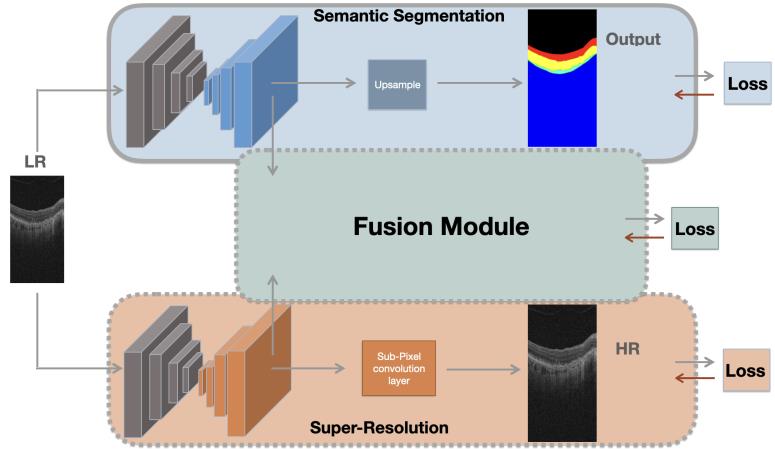 Semantic Segmentation
Output
Upsample
Loss
LR
Fusion Module
Loss
Sub-Pixel
convolution
layer
HR
Loss
Super-Resolution